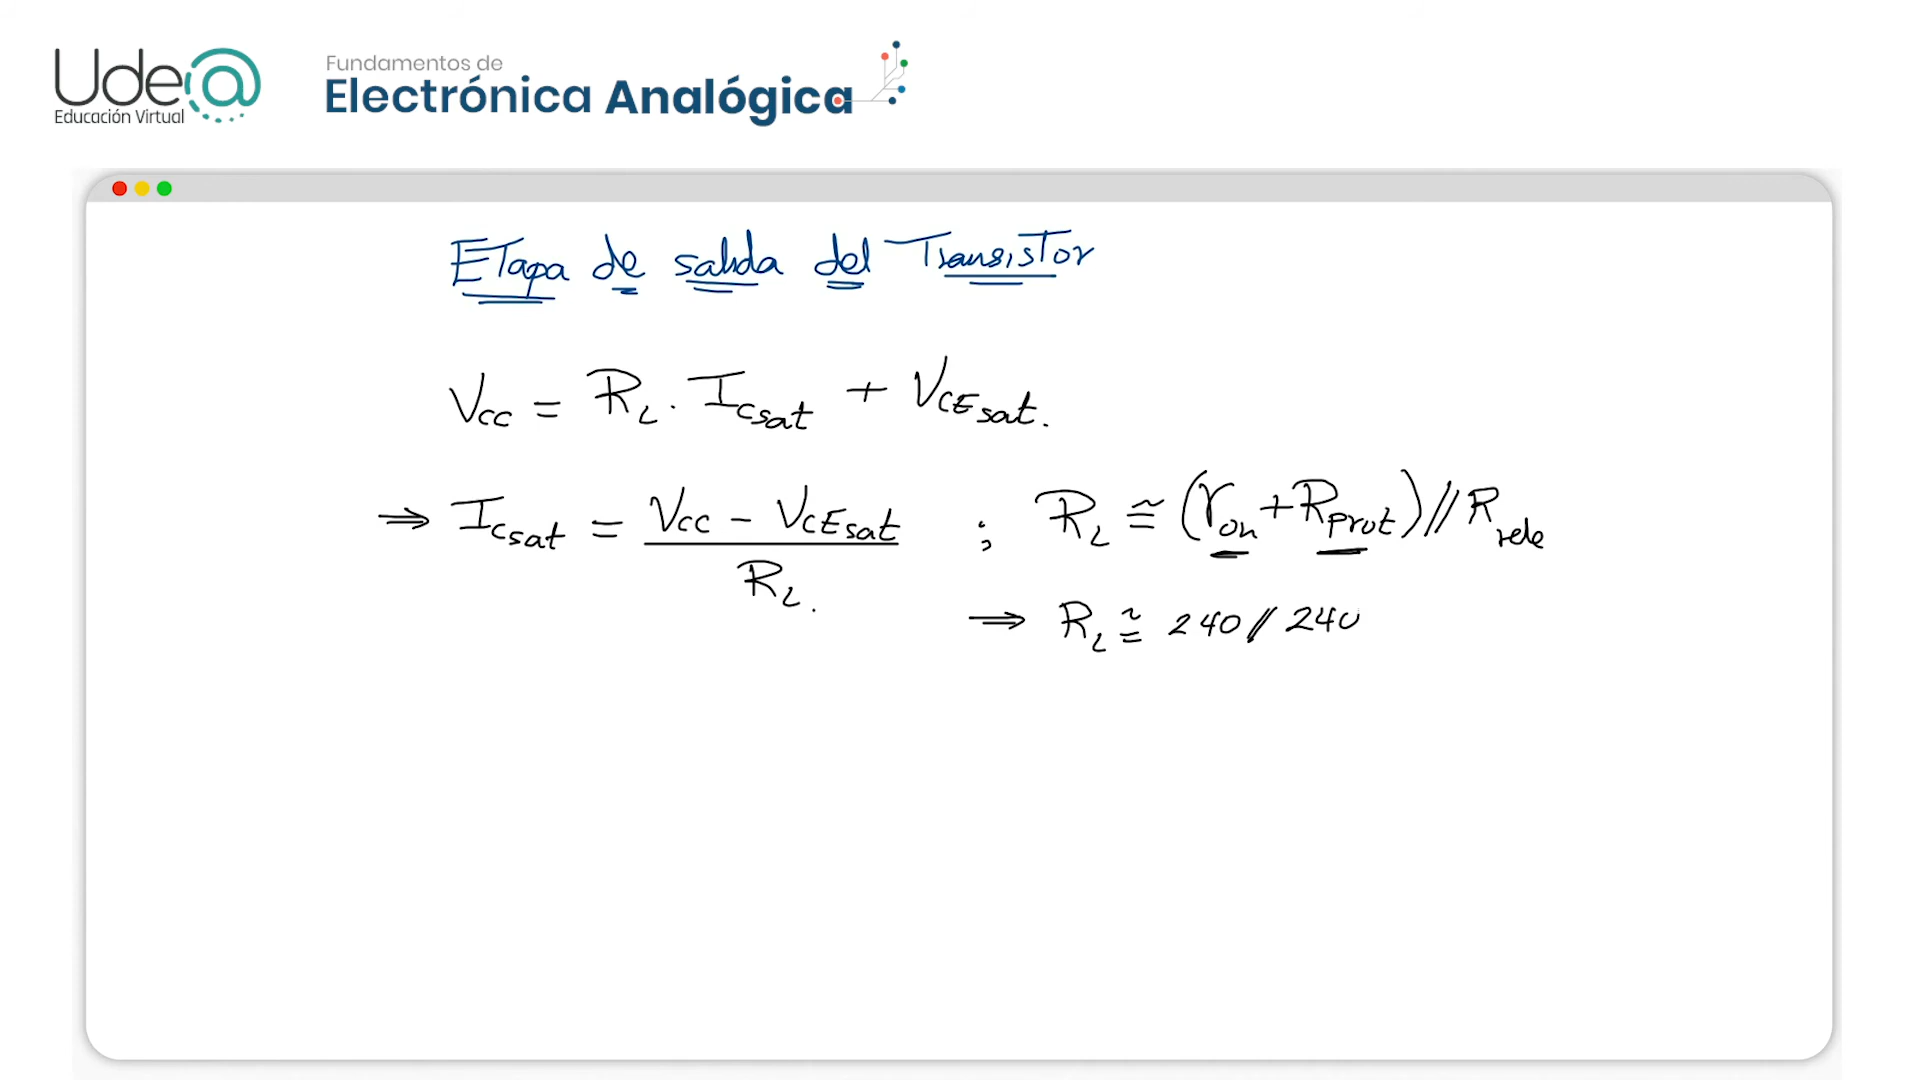 Ude@
Educación Virtual
Fundamentos de
Electrónica Analógica
Etapa de salida del Transistor
Vcc = RL . ICsat + VCEsat.
⇒ ICsat = (Vcc - VCEsat) / RL. ; RL ≅ (ron + Rprot) // Rrele
⇒ RL ≅ 240 // 240